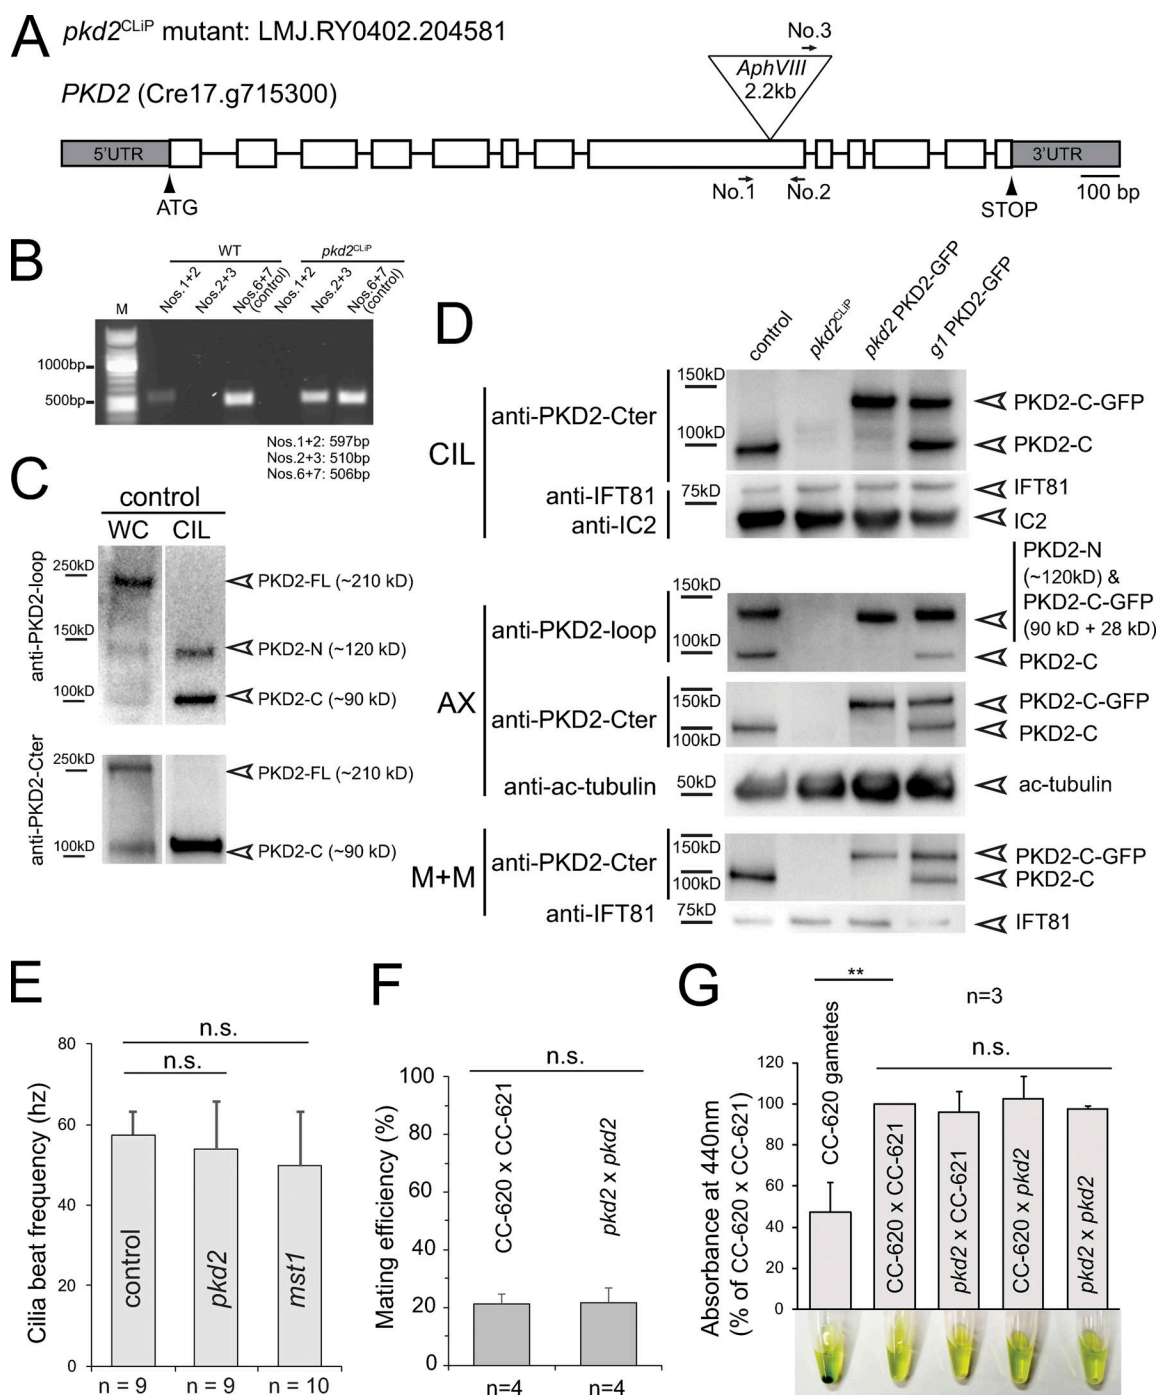 A
pkd2CLiP mutant: LMJ.RY0402.204581
No.3
AphVIII
2.2kb
PKD2 (Cre17.g715300)
5'UTR
3'UTR
No.1
No.2
100 bp
ATG
STOP
B
WT
pkd2CLiP
M
Nos.1+2
Nos.2+3
Nos.6+7
(control)
Nos.1+2
Nos.2+3
Nos.6+7
(control)
1000bp
500bp
Nos.1+2: 597bp
Nos.2+3: 510bp
Nos.6+7: 506bp
C
control
WC
CIL
anti-PKD2-loop
250kD
PKD2-FL (~210 kD)
150kD
PKD2-N (~120 kD)
100kD
PKD2-C (~90 kD)
anti-PKD2-Cter
250kD
PKD2-FL (~210 kD)
100kD
PKD2-C (~90 kD)
D
control
pkd2CLiP
pkd2 PKD2-GFP
g1 PKD2-GFP
CIL
anti-PKD2-Cter
150kD
PKD2-C-GFP
100kD
PKD2-C
anti-IFT81
anti-IC2
75kD
IFT81
IC2
AX
anti-PKD2-loop
150kD
100kD
PKD2-N
(~120kD) &
PKD2-C-GFP
(90 kD + 28 kD)
PKD2-C
anti-PKD2-Cter
150kD
PKD2-C-GFP
100kD
PKD2-C
anti-ac-tubulin
50kD
ac-tubulin
M+M
anti-PKD2-Cter
150kD
PKD2-C-GFP
100kD
PKD2-C
anti-IFT81
75kD
IFT81
E
n.s.
n.s.
Cilia beat frequency (hz)
80
60
40
20
0
control
pkd2
mst1
n = 9
n = 9
n = 10
F
n.s.
Mating efficiency (%)
100
80
60
40
20
0
CC-620 x CC-621
pkd2 x pkd2
n=4
n=4
G
**
n=3
n.s.
Absorbance at 440nm
(% of CC-620 x CC-621)
120
100
80
60
40
20
0
CC-620 gametes
CC-620 x CC-621
pkd2 x CC-621
CC-620 x pkd2
pkd2 x pkd2